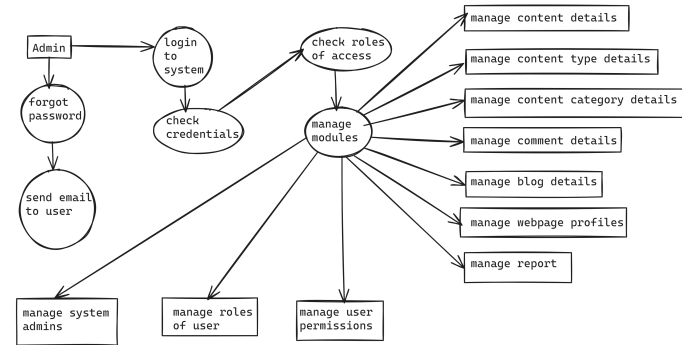 Admin
login
to
system
forgot
password
check
credentials
send email
to user
check roles
of access
manage
modules
manage content details
manage content type details
manage content category details
manage comment details
manage blog details
manage webpage profiles
manage report
manage system
admins
manage roles
of user
manage user
permissions